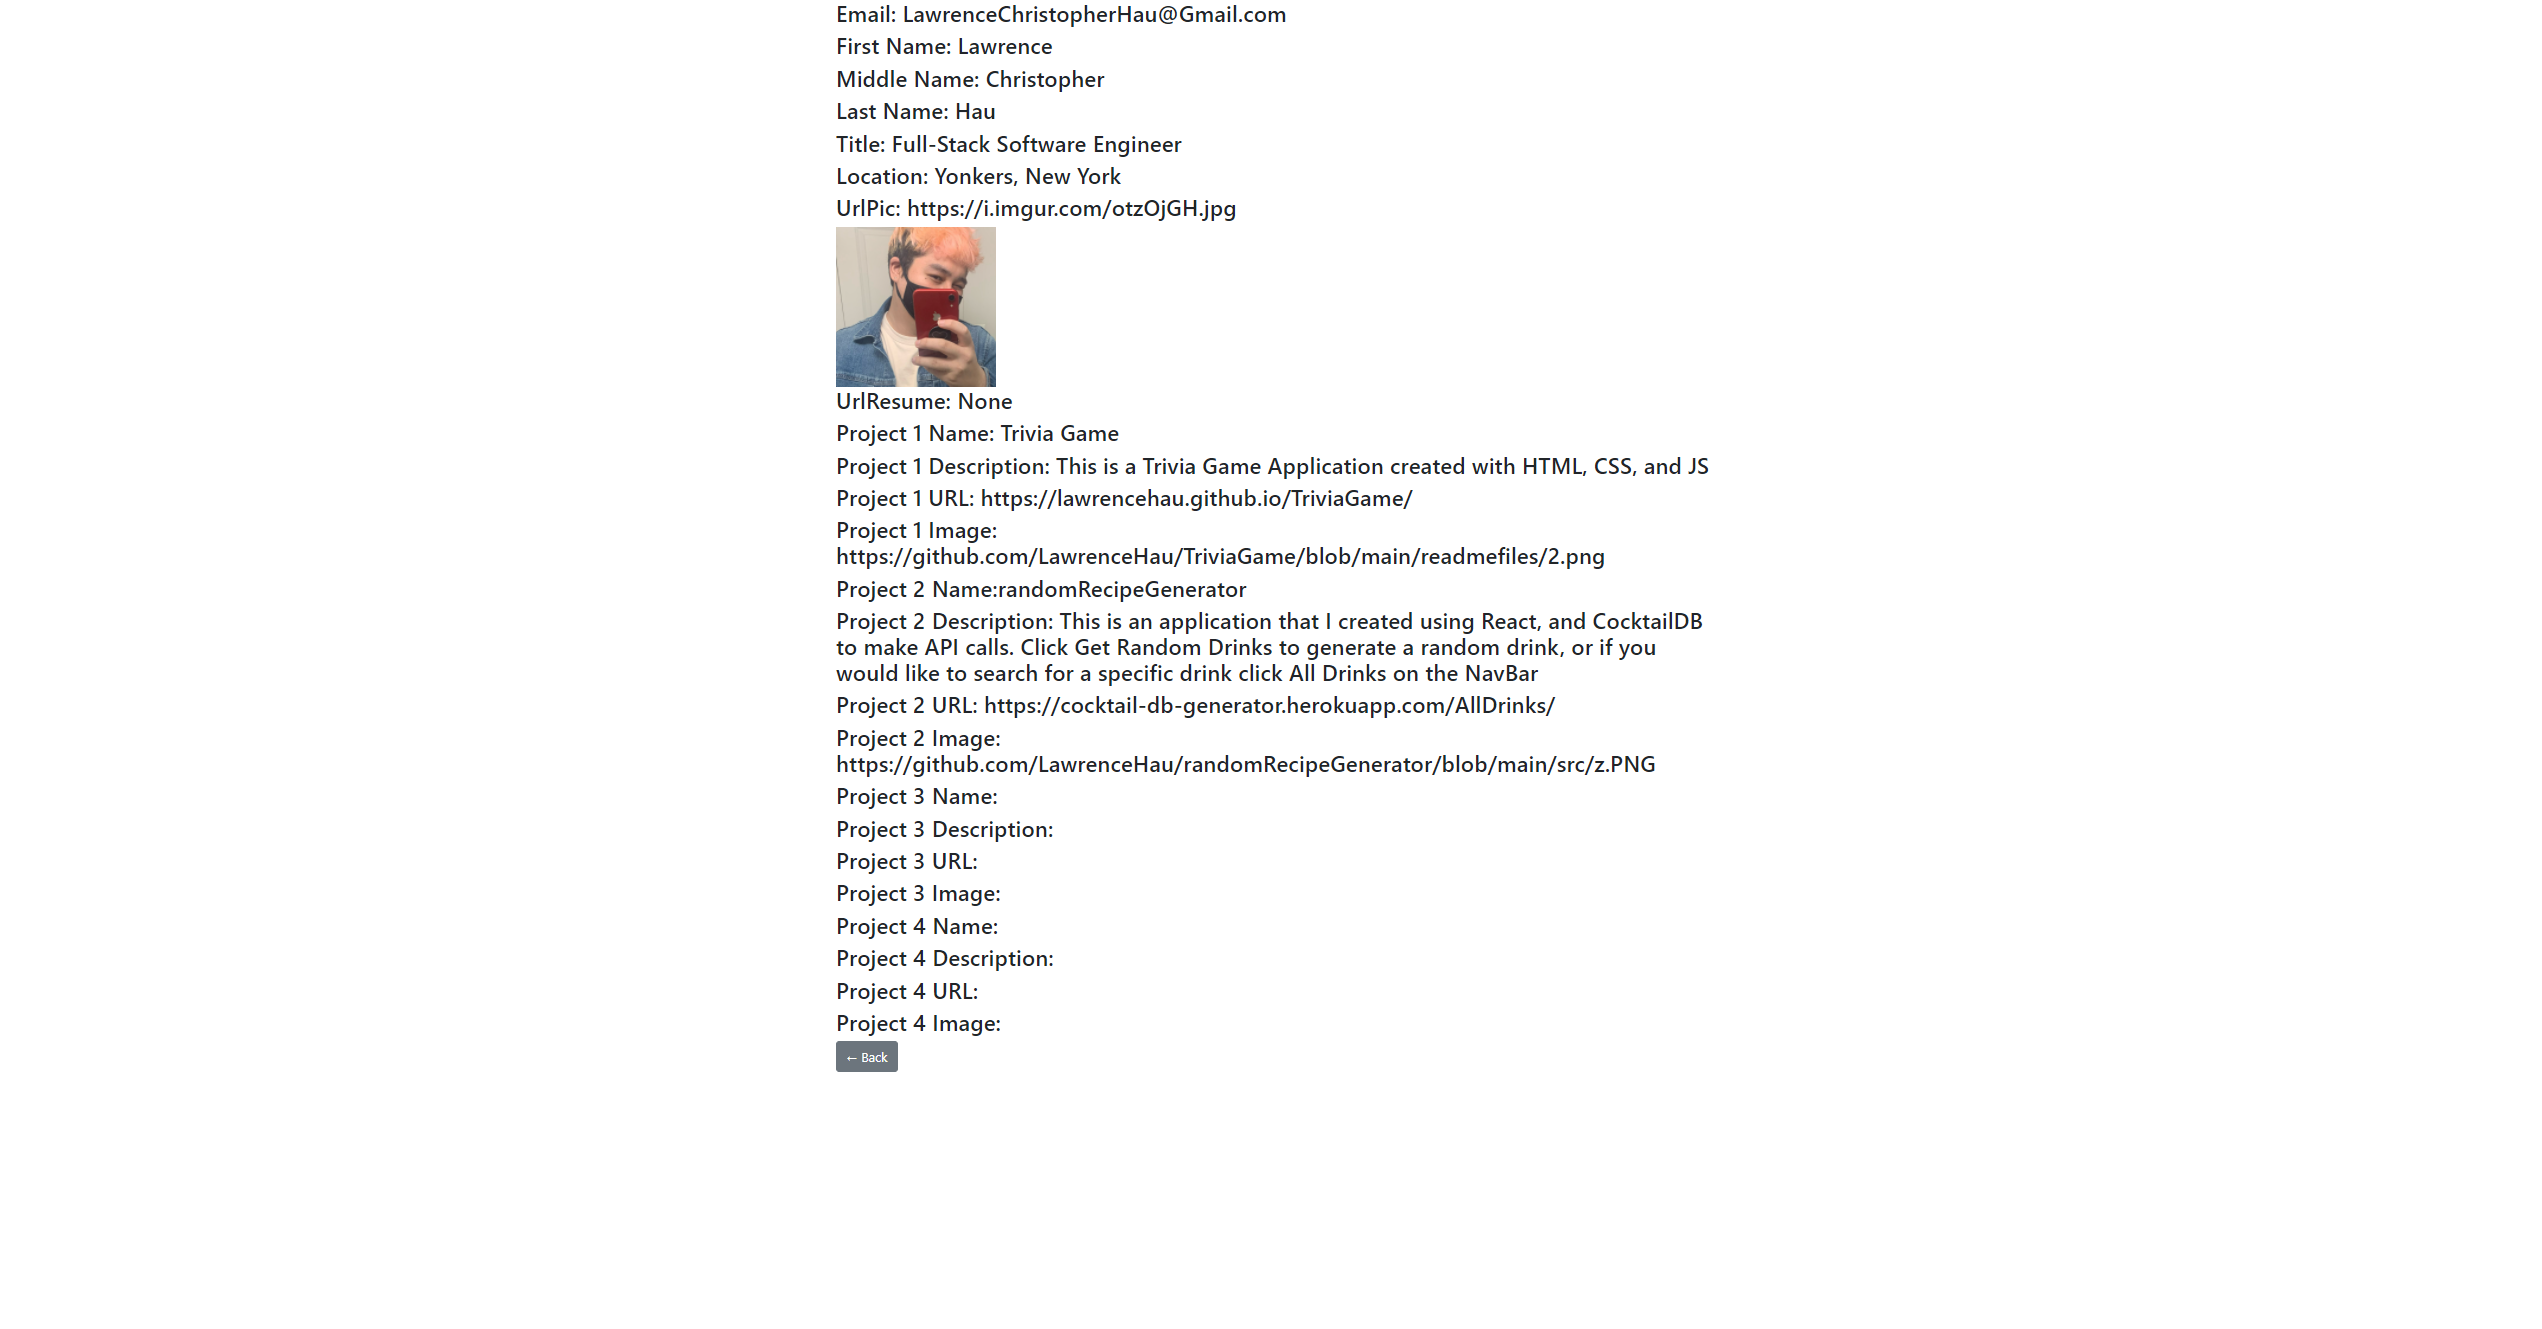 Email: LawrenceChristopherHau@Gmail.com
First Name: Lawrence
Middle Name: Christopher
Last Name: Hau
Title: Full-Stack Software Engineer
Location: Yonkers, New York
UrlPic: https://i.imgur.com/otzOjGH.jpg
UrlResume: None
Project 1 Name: Trivia Game
Project 1 Description: This is a Trivia Game Application created with HTML, CSS, and JS
Project 1 URL: https://lawrencehau.github.io/TriviaGame/
Project 1 Image:
https://github.com/LawrenceHau/TriviaGame/blob/main/readmefiles/2.png
Project 2 Name:randomRecipeGenerator
Project 2 Description: This is an application that I created using React, and CocktailDB
to make API calls. Click Get Random Drinks to generate a random drink, or if you
would like to search for a specific drink click All Drinks on the NavBar
Project 2 URL: https://cocktail-db-generator.herokuapp.com/AllDrinks/
Project 2 Image:
https://github.com/LawrenceHau/randomRecipeGenerator/blob/main/src/z.PNG
Project 3 Name:
Project 3 Description:
Project 3 URL:
Project 3 Image:
Project 4 Name:
Project 4 Description:
Project 4 URL:
Project 4 Image:
← Back